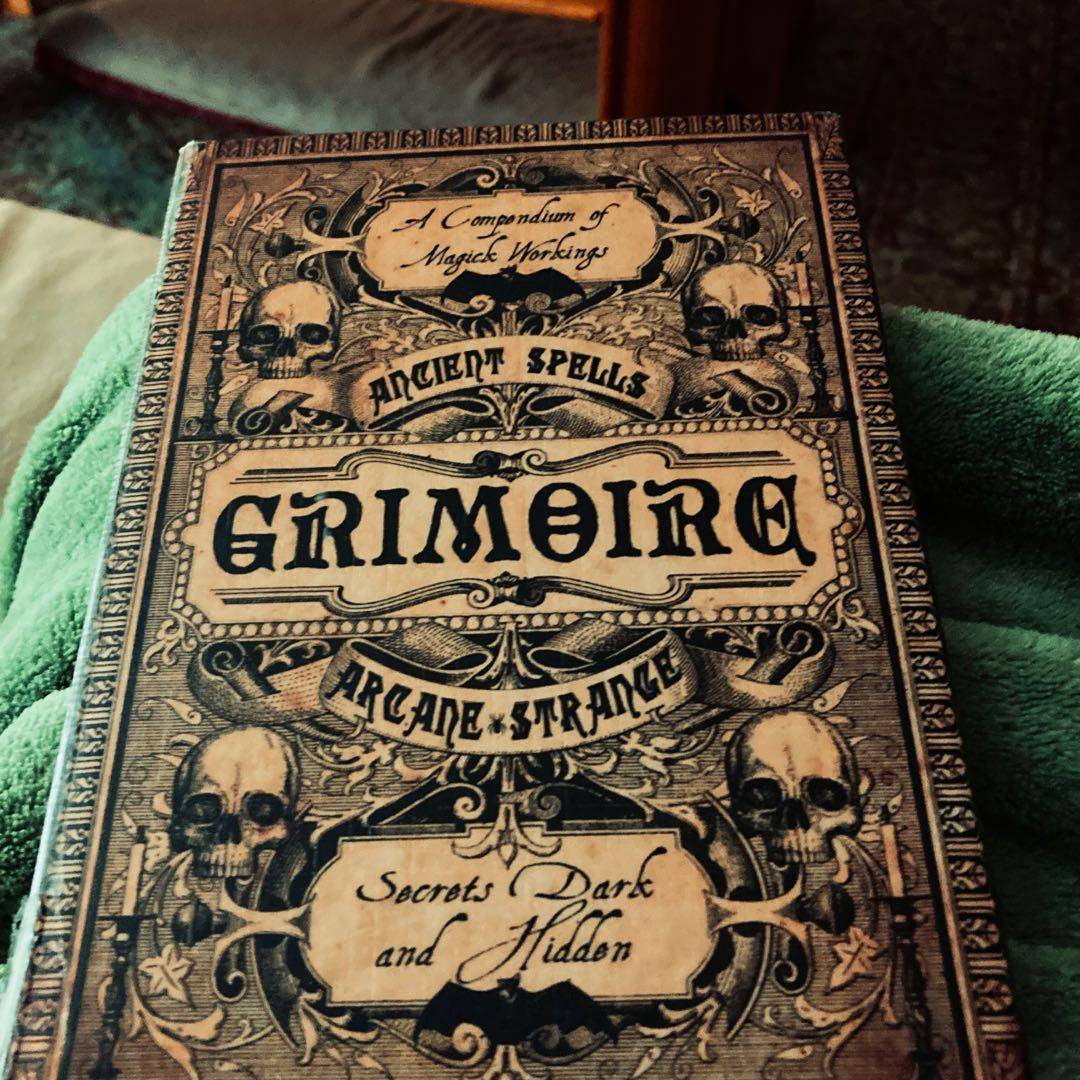 A Compendium of
Magick Workings
ANCIENT SPELLS
GRIMOIRE
ARCANE STRANGE
Secrets Dark
and Hidden